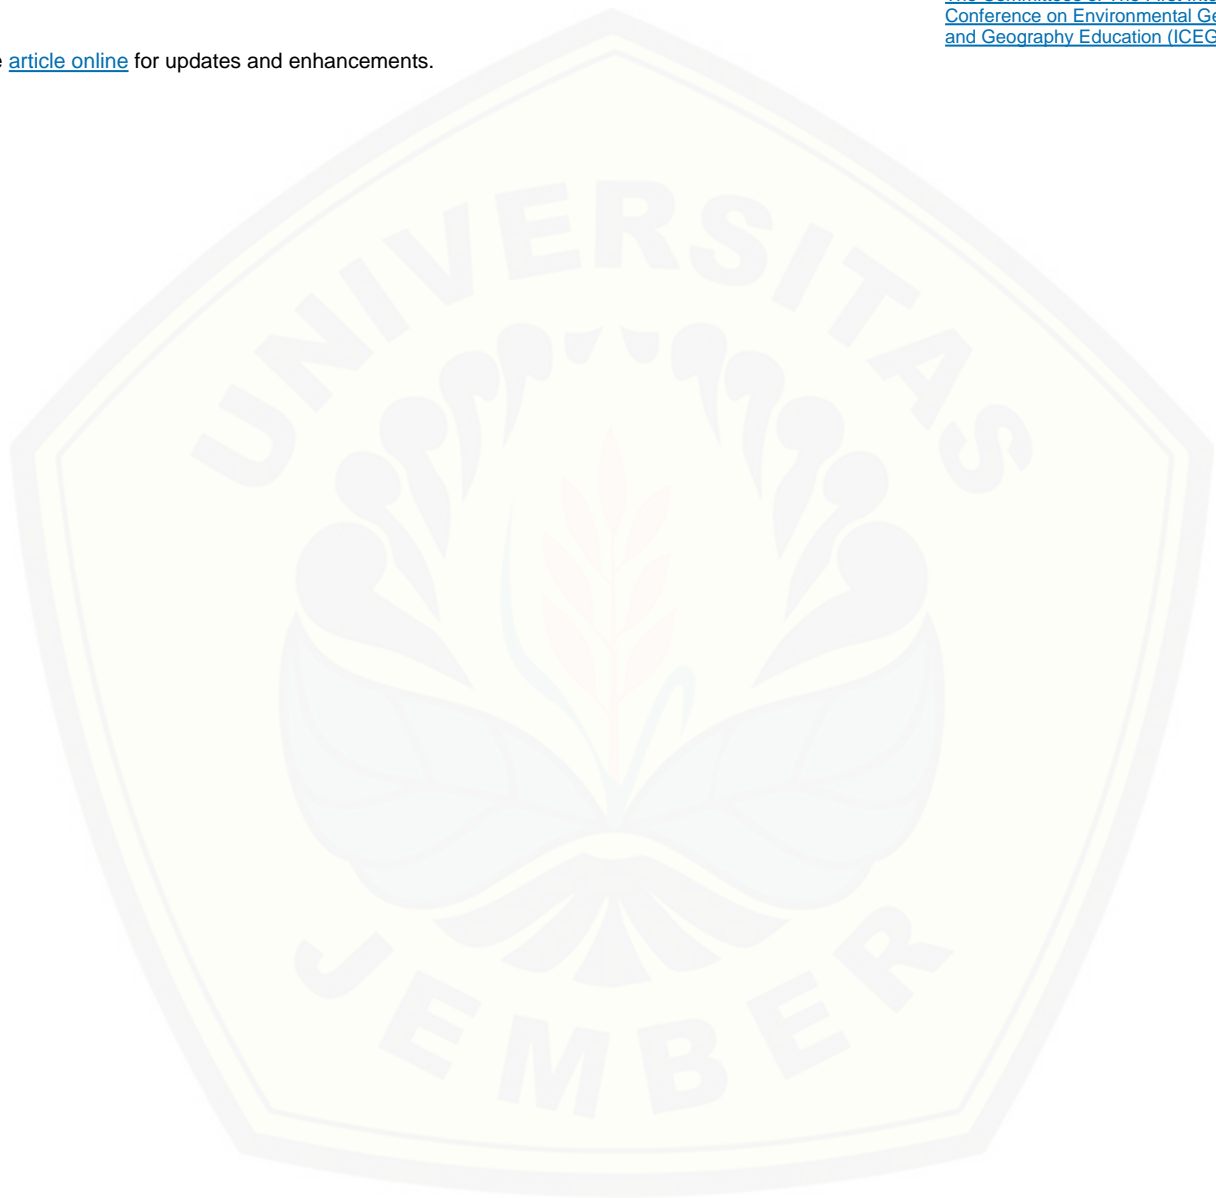 Conference on Environmental Ge
and Geography Education (ICEG
article online for updates and enhancements.
UNIVERSITAS
JEMBER